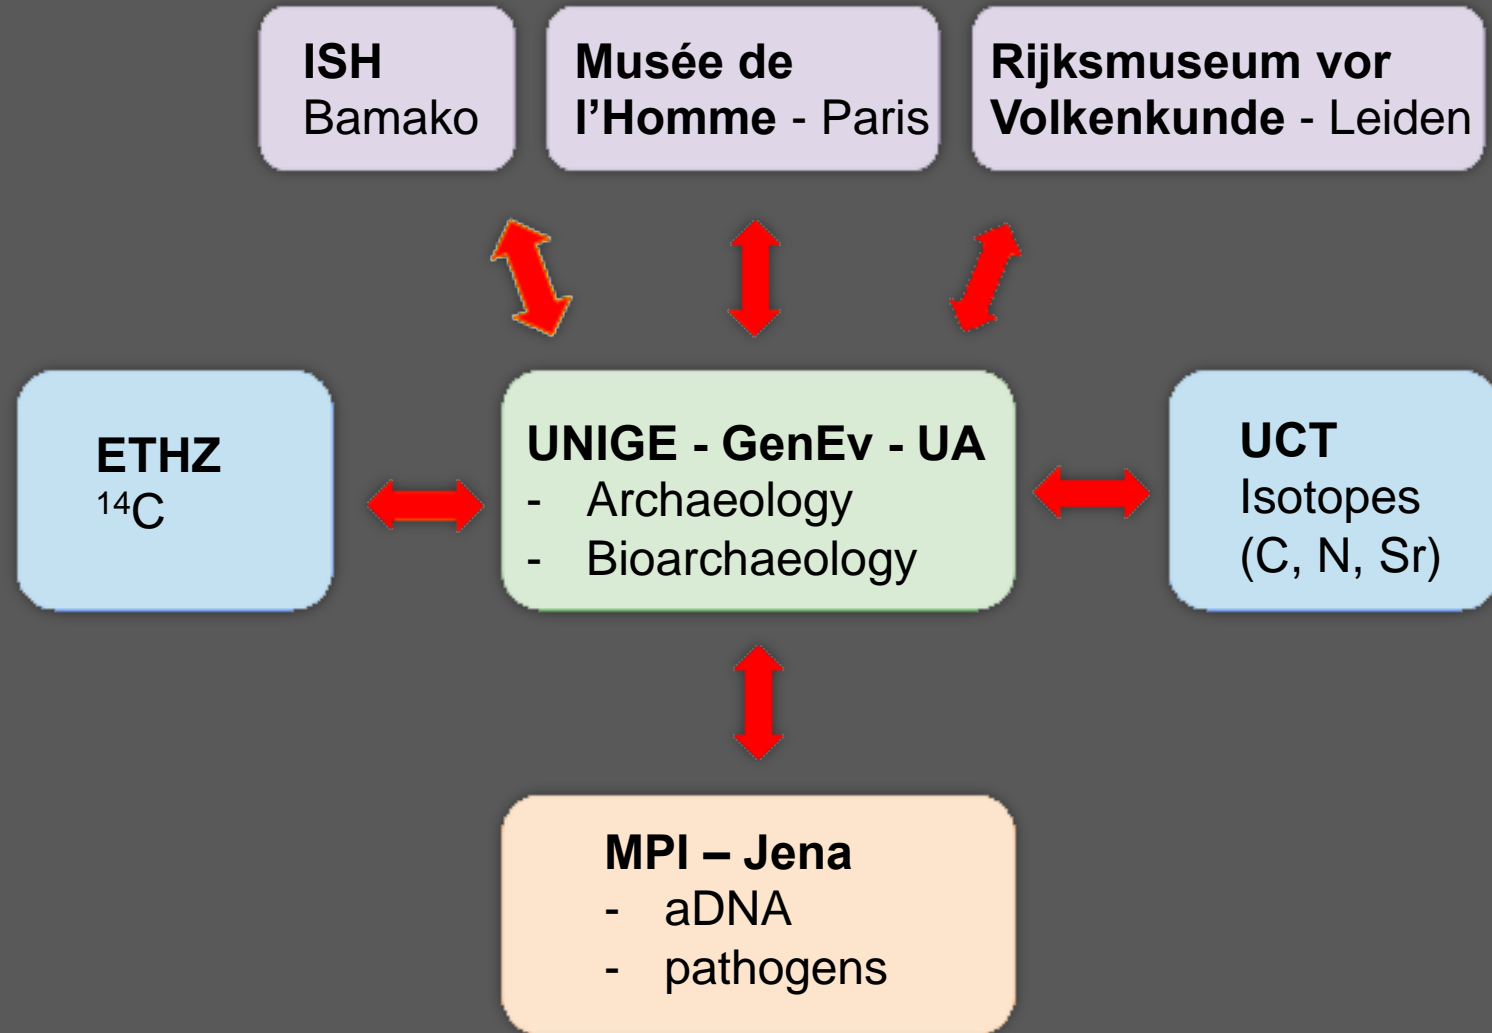 ISH
Bamako
Musée de
l’Homme - Paris
Rijksmuseum vor
Volkenkunde - Leiden
ETHZ
¹⁴C
UNIGE - GenEv - UA
- Archaeology
- Bioarchaeology
UCT
Isotopes
(C, N, Sr)
MPI – Jena
- aDNA
- pathogens